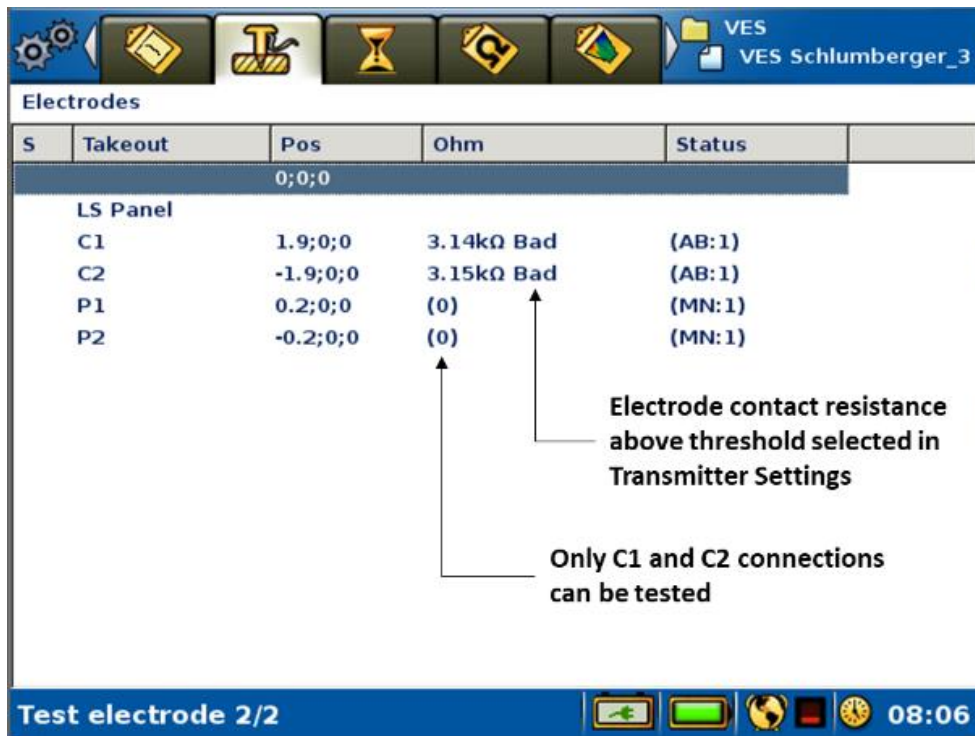 VES
VES Schlumberger_3
Electrodes
S Takeout Pos Ohm Status
0;0;0
LS Panel
C1 1.9;0;0 3.14kΩ Bad (AB:1)
C2 -1.9;0;0 3.15kΩ Bad (AB:1)
P1 0.2;0;0 (0) (MN:1)
P2 -0.2;0;0 (0) (MN:1)
Electrode contact resistance
above threshold selected in
Transmitter Settings
Only C1 and C2 connections
can be tested
Test electrode 2/2 08:06